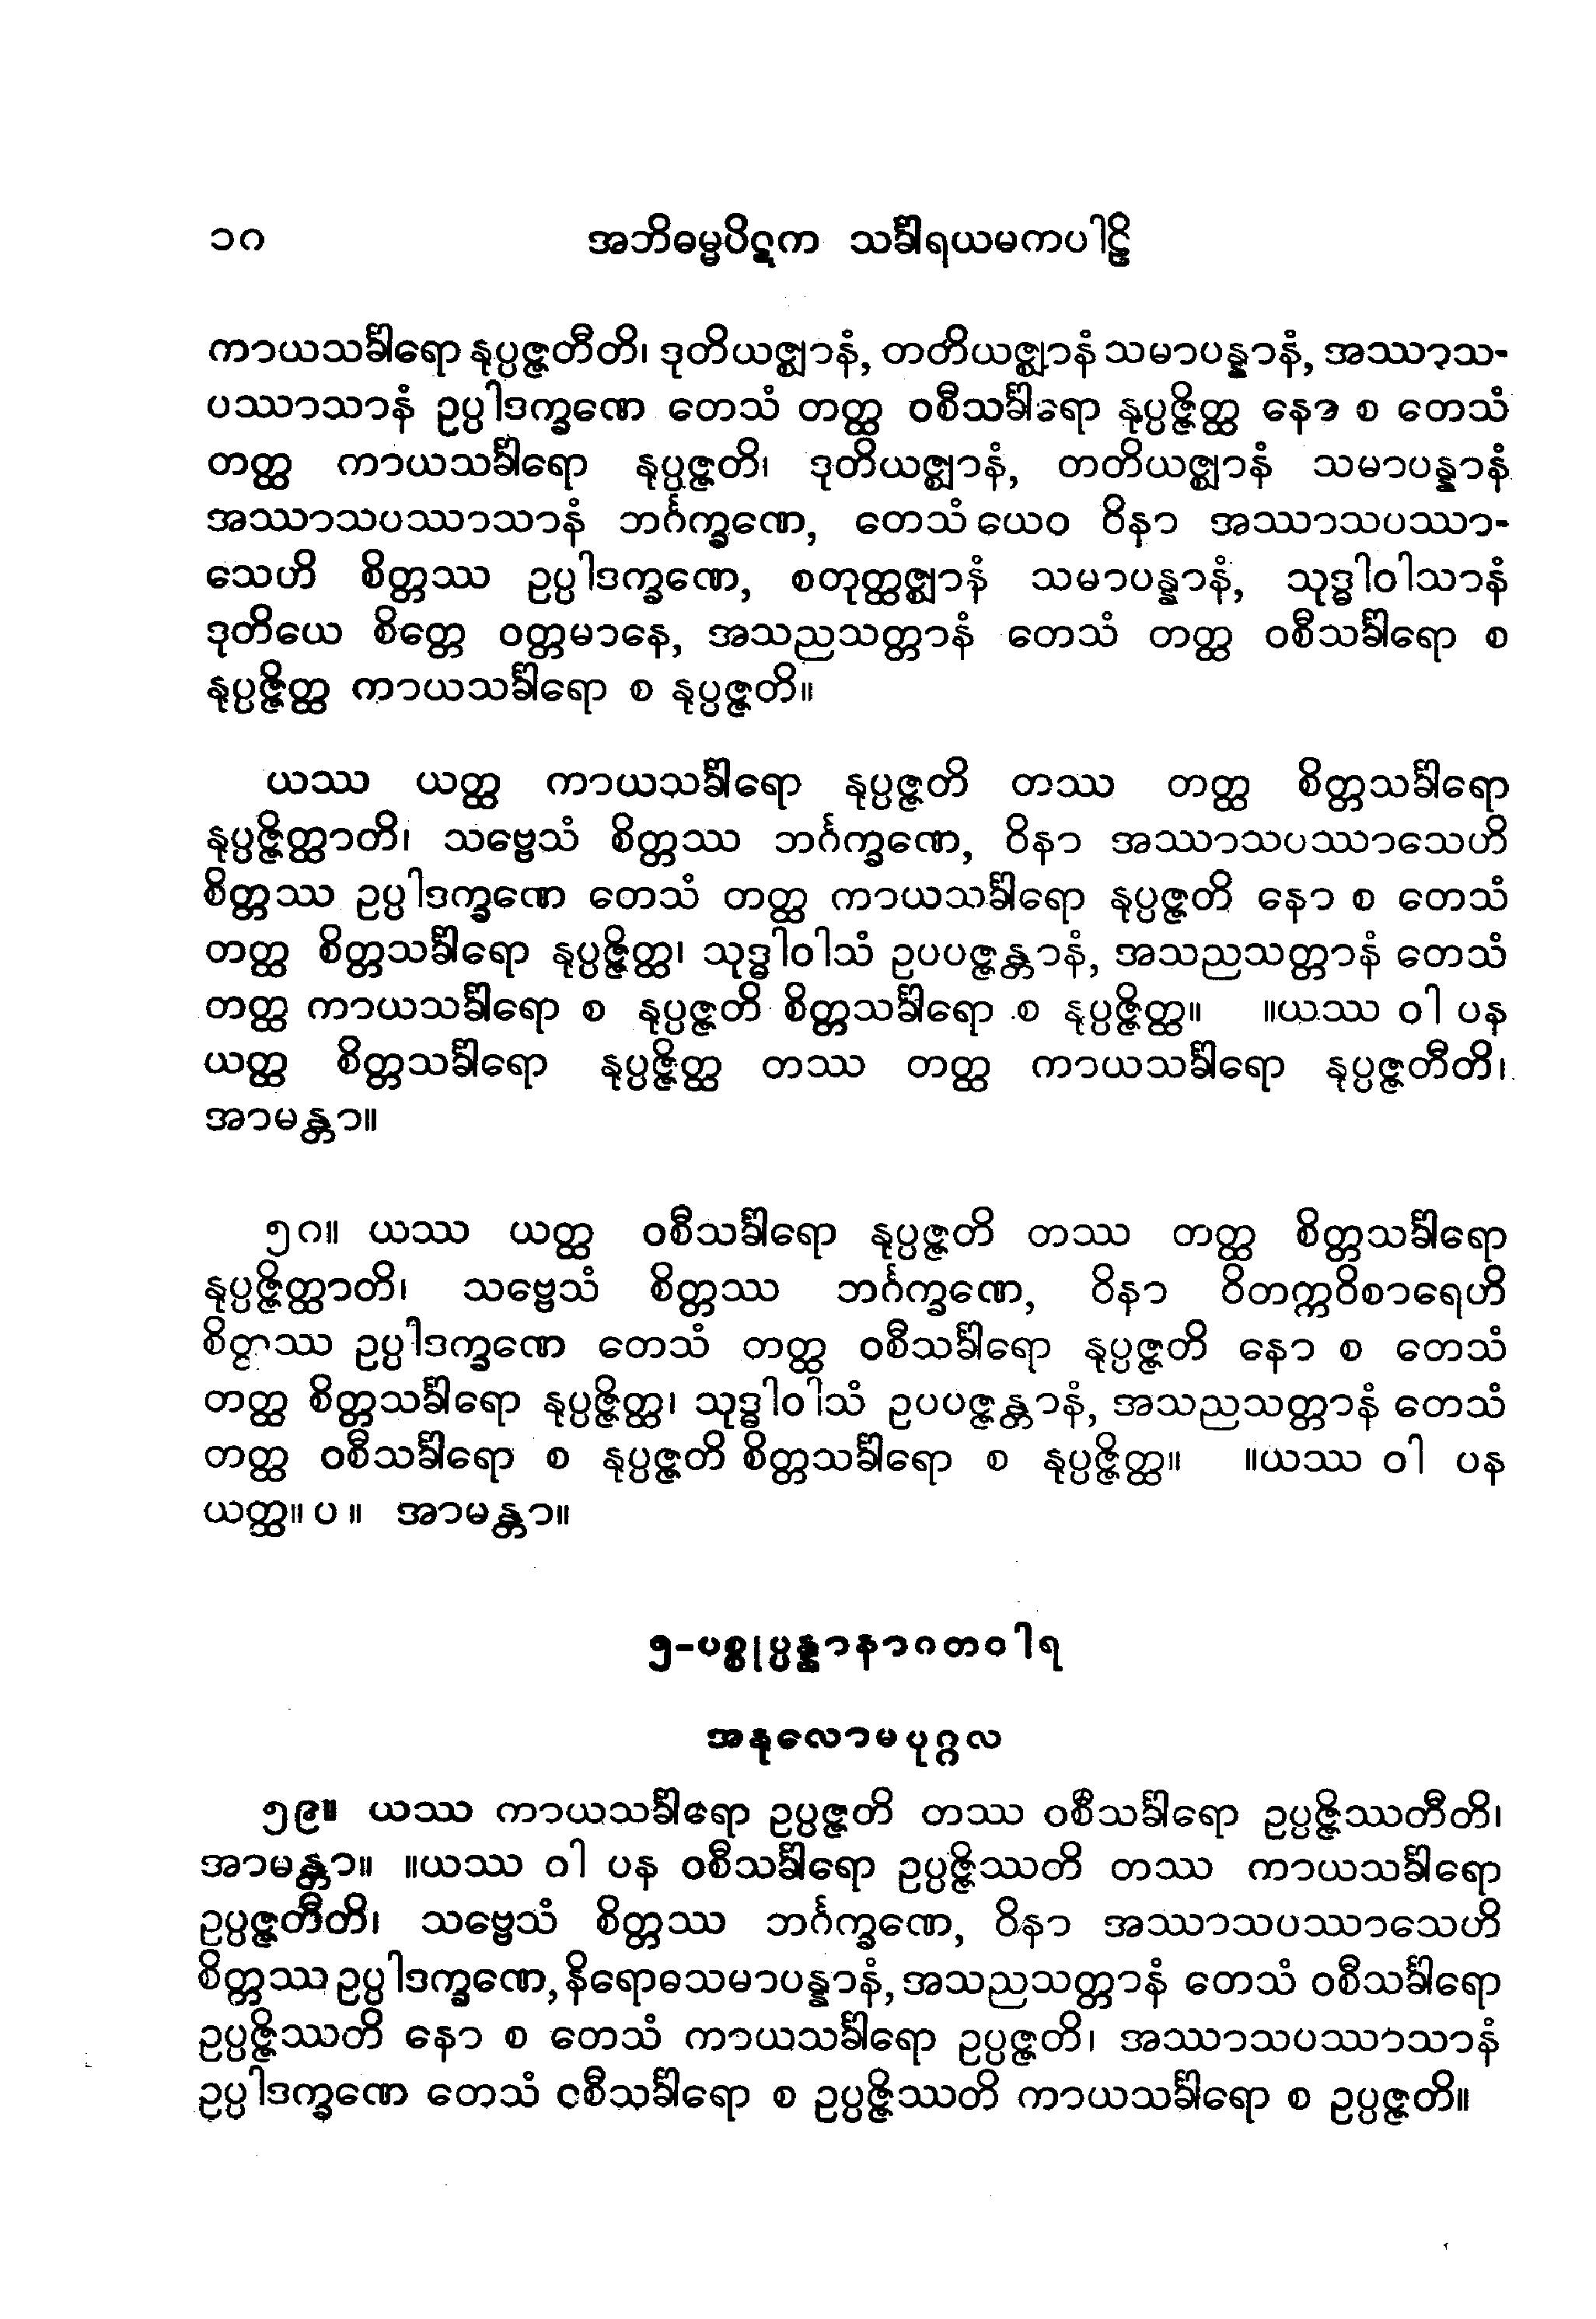 ၁၈ အဘိဓမ္မပိဋက သင်္ခါရယမကပါဠိ
ကာယသင်္ခါရော နုပ္ပဇ္ဇတီတိ၊ ဒုတိယဇ္ဈာနံ, တတိယဇ္ဈာနံ သမာပန္နာနံ, အဿာသ-
ပဿာသာနံ ဥပ္ပါဒက္ခဏေ တေသံ တတ္ထ ဝစီသင်္ခါရော နုပ္ပဇ္ဇိတ္ထ နော စ တေသံ
တတ္ထ ကာယသင်္ခါရော နုပ္ပဇ္ဇတိ၊ ဒုတိယဇ္ဈာနံ, တတိယဇ္ဈာနံ သမာပန္နာနံ
အဿာသပဿာသာနံ ဘင်္ဂက္ခဏေ, တေသံ ယေဝ ဝိနာ အဿာသပဿာ-
သေဟိ စိတ္တဿ ဥပ္ပါဒက္ခဏေ, စတုတ္ထဇ္ဈာနံ သမာပန္နာနံ, သုဒ္ဓါဝါသာနံ
ဒုတိယေ စိတ္တေ ဝတ္တမာနေ, အသညသတ္တာနံ တေသံ တတ္ထ ဝစီသင်္ခါရော စ
နုပ္ပဇ္ဇိတ္ထ ကာယသင်္ခါရော စ နုပ္ပဇ္ဇတိ။
ယဿ ယတ္ထ ကာယသင်္ခါရော နုပ္ပဇ္ဇတိ တဿ တတ္ထ စိတ္တသင်္ခါရော
နုပ္ပဇ္ဇိတ္ထာတိ၊ သဗ္ဗေသံ စိတ္တဿ ဘင်္ဂက္ခဏေ, ဝိနာ အဿာသပဿာသေဟိ
စိတ္တဿ ဥပ္ပါဒက္ခဏေ တေသံ တတ္ထ ကာယသင်္ခါရော နုပ္ပဇ္ဇတိ နော စ တေသံ
တတ္ထ စိတ္တသင်္ခါရော နုပ္ပဇ္ဇိတ္ထ၊ သုဒ္ဓါဝါသံ ဥပပဇ္ဇန္တာနံ, အသညသတ္တာနံ တေသံ
တတ္ထ ကာယသင်္ခါရော စ နုပ္ပဇ္ဇတိ စိတ္တသင်္ခါရော စ နုပ္ပဇ္ဇိတ္ထ။ ။ယဿ ဝါ ပန
ယတ္ထ စိတ္တသင်္ခါရော နုပ္ပဇ္ဇိတ္ထ တဿ တတ္ထ ကာယသင်္ခါရော နုပ္ပဇ္ဇတီတိ၊
အာမန္တာ။
၅၈။ ယဿ ယတ္ထ ဝစီသင်္ခါရော နုပ္ပဇ္ဇတိ တဿ တတ္ထ စိတ္တသင်္ခါရော
နုပ္ပဇ္ဇိတ္ထာတိ၊ သဗ္ဗေသံ စိတ္တဿ ဘင်္ဂက္ခဏေ, ဝိနာ ဝိတက္ကဝိစာရေဟိ
စိတ္တဿ ဥပ္ပါဒက္ခဏေ တေသံ တတ္ထ ဝစီသင်္ခါရော နုပ္ပဇ္ဇတိ နော စ တေသံ
တတ္ထ စိတ္တသင်္ခါရော နုပ္ပဇ္ဇိတ္ထ၊ သုဒ္ဓါဝါသံ ဥပပဇ္ဇန္တာနံ, အသညသတ္တာနံ တေသံ
တတ္ထ ဝစီသင်္ခါရော စ နုပ္ပဇ္ဇတိ စိတ္တသင်္ခါရော စ နုပ္ပဇ္ဇိတ္ထ။ ။ယဿ ဝါ ပန
ယတ္ထ။ ပ ။ အာမန္တာ။
၅-ပစ္စုပ္ပန္နာနာဂတဝါရ
အနုလောမပုဂ္ဂလ
၅၉။ ယဿ ကာယသင်္ခါရော ဥပ္ပဇ္ဇတိ တဿ ဝစီသင်္ခါရော ဥပ္ပဇ္ဇိဿတီတိ၊
အာမန္တာ။ ။ယဿ ဝါ ပန ဝစီသင်္ခါရော ဥပ္ပဇ္ဇိဿတိ တဿ ကာယသင်္ခါရော
ဥပ္ပဇ္ဇတီတိ၊ သဗ္ဗေသံ စိတ္တဿ ဘင်္ဂက္ခဏေ, ဝိနာ အဿာသပဿာသေဟိ
စိတ္တဿ ဥပ္ပါဒက္ခဏေ, နိရောဓသမာပန္နာနံ, အသညသတ္တာနံ တေသံ ဝစီသင်္ခါရော
ဥပ္ပဇ္ဇိဿတိ နော စ တေသံ ကာယသင်္ခါရော ဥပ္ပဇ္ဇတိ၊ အဿာသပဿာသာနံ
ဥပ္ပါဒက္ခဏေ တေသံ ဝစီသင်္ခါရော စ ဥပ္ပဇ္ဇိဿတိ ကာယသင်္ခါရော စ ဥပ္ပဇ္ဇတိ။